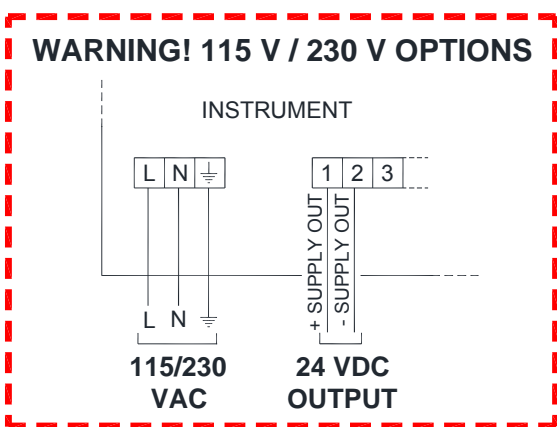 WARNING! 115 V / 230 V OPTIONS
INSTRUMENT
L N
1 2 3
+ SUPPLY OUT
- SUPPLY OUT
L N
115/230
VAC
24 VDC
OUTPUT